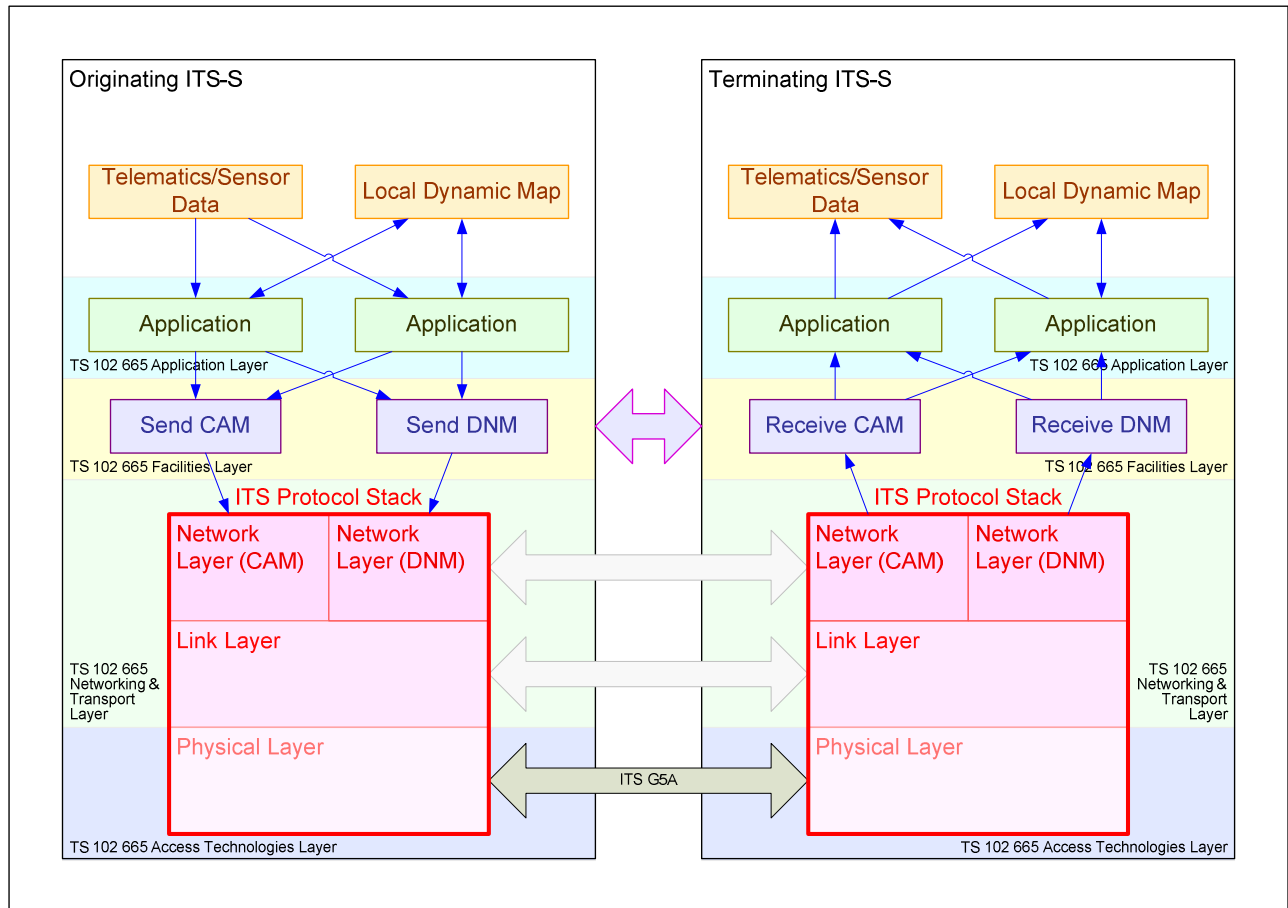 Originating ITS-S
Telematics/Sensor
Data
Local Dynamic Map
Application
Application
TS 102 665 Application Layer
Send CAM
Send DNM
TS 102 665 Facilities Layer
ITS Protocol Stack
Network
Layer (CAM)
Network
Layer (DNM)
Link Layer
TS 102 665
Networking &
Transport
Layer
Physical Layer
TS 102 665 Access Technologies Layer
ITS G5A
Terminating ITS-S
Telematics/Sensor
Data
Local Dynamic Map
Application
Application
TS 102 665 Application Layer
Receive CAM
Receive DNM
TS 102 665 Facilities Layer
ITS Protocol Stack
Network
Layer (CAM)
Network
Layer (DNM)
Link Layer
TS 102 665
Networking &
Transport
Layer
Physical Layer
TS 102 665 Access Technologies Layer